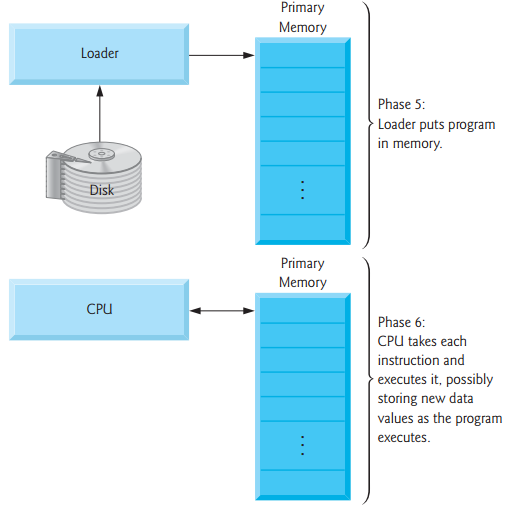 Primary
Memory
Loader
Disk
Phase 5:
Loader puts program
in memory.
Primary
Memory
CPU
Phase 6:
CPU takes each
instruction and
executes it, possibly
storing new data
values as the program
executes.